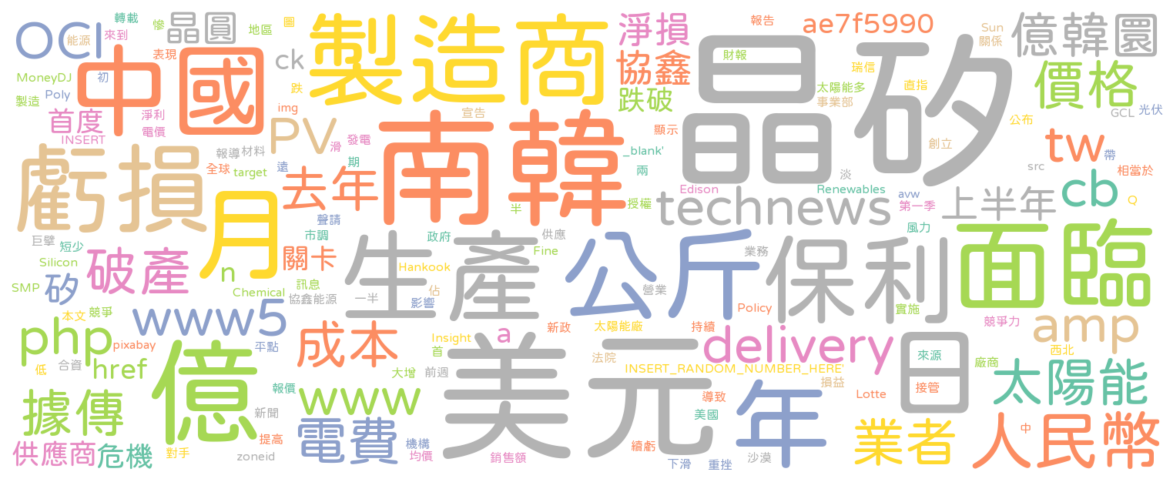 OCI
能源
轉載
慘
來到
表現
晶圓
地區
圖
ck
製造商
淨損
協鑫
跌破
報告
財報
ae7f5990
太陽能多
事業部
瑞信
直指
Sun
關係
億韓圜
價格
MoneyDJ
製造
初
Poly
中國
跌
img
宣告
晶矽
公布
GCL
光伏
首度
INSERT
淨利
電價
PV
滑
發電
南韓
顯示
_blank'
兩
創立
tw
帶
相當於
虧損
報導
材料
全球
target
遠
期
去年
半
授權
Edison
technews
淡
Renewables
avw
第一季
src
上半年
cb
Q
月
聲請
市調
政府
供應
Fine
風力
巨擘
短少
Silicon
SMP
矽
破產
n
關卡
生產
公斤
業務
保利
面臨
Chemical
訊息
協鑫能源
一半
Hankook
佔
影響
營業
Policy
實施
競爭力
本文
競爭
php
pixabay
www5
平點
成本
Insight
首
a
新政
太陽能廠
持續
delivery
amp
西北
低
合資
href
億
大增
前週
美元
法院
INSERT_RANDOM_NUMBER_HERE'
損益
日
來源
接管
廠商
太陽能
據傳
報價
新聞
www
導致
美國
年
Lotte
供應商
危機
對手
提高
zoneid
電費
機構
均價
銷售額
續虧
下滑
重挫
沙漠
業者
中
人民幣